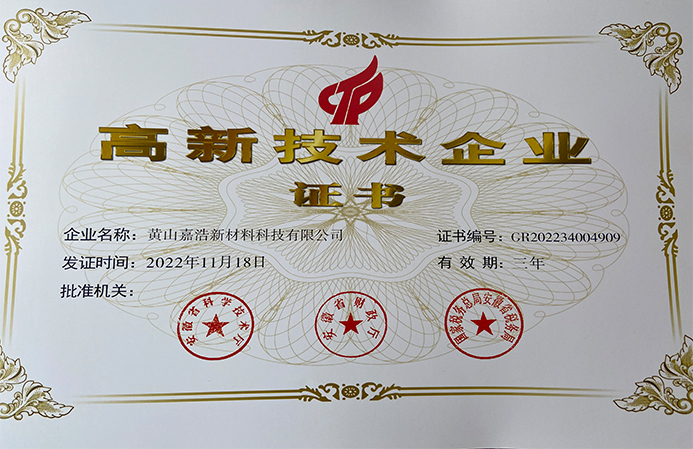 高新技术企业
证书
企业名称：黄山嘉浩新材料科技有限公司
证书编号：GR202234004909
发证时间：2022年11月18日
有效期：三年
批准机关：
安徽省科学技术厅
安徽省财政厅
国家税务总局安徽省税务局